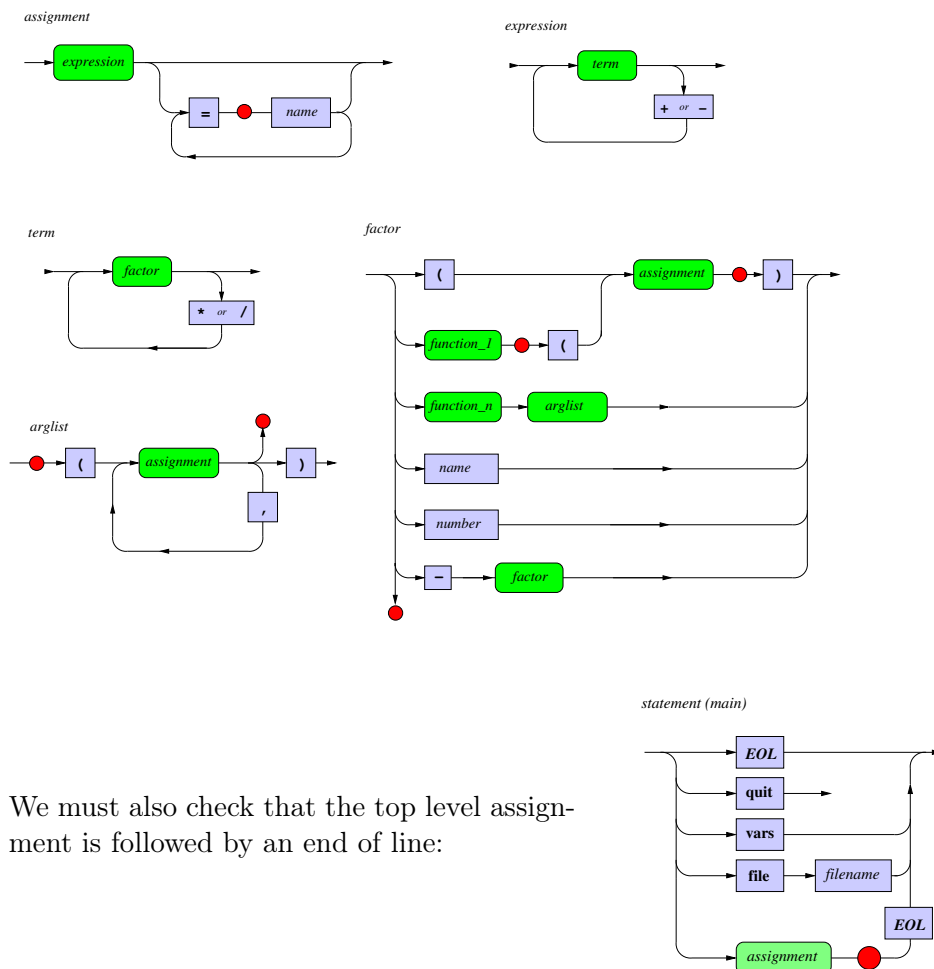 assignment
expression
= name
expression
term
+ or -
term
factor
* or /
factor
( assignment )
function_1 (
function_n arglist
name
number
- factor
arglist
( assignment )
,
statement (main)
EOL
quit
vars
file filename
EOL
assignment
We must also check that the top level assign-
ment is followed by an end of line: